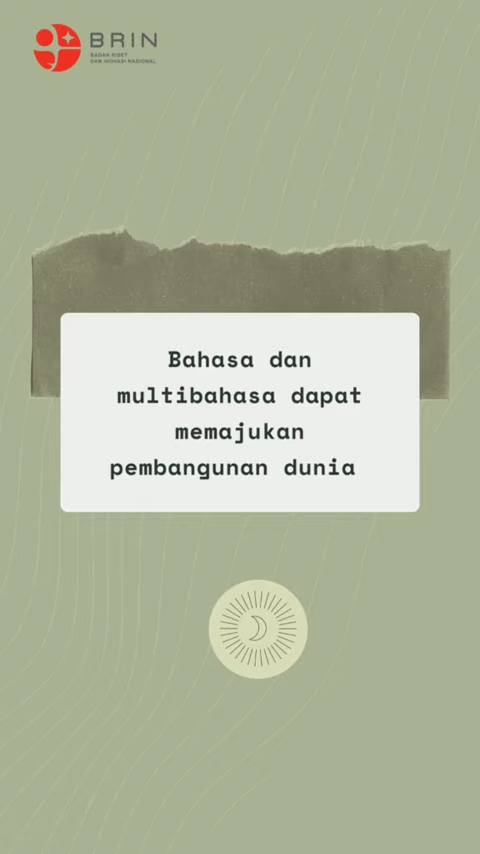 BRIN
BADAN RISET
DAN INOVASI NASIONAL
Bahasa dan
multibahasa dapat
memajukan
pembangunan dunia